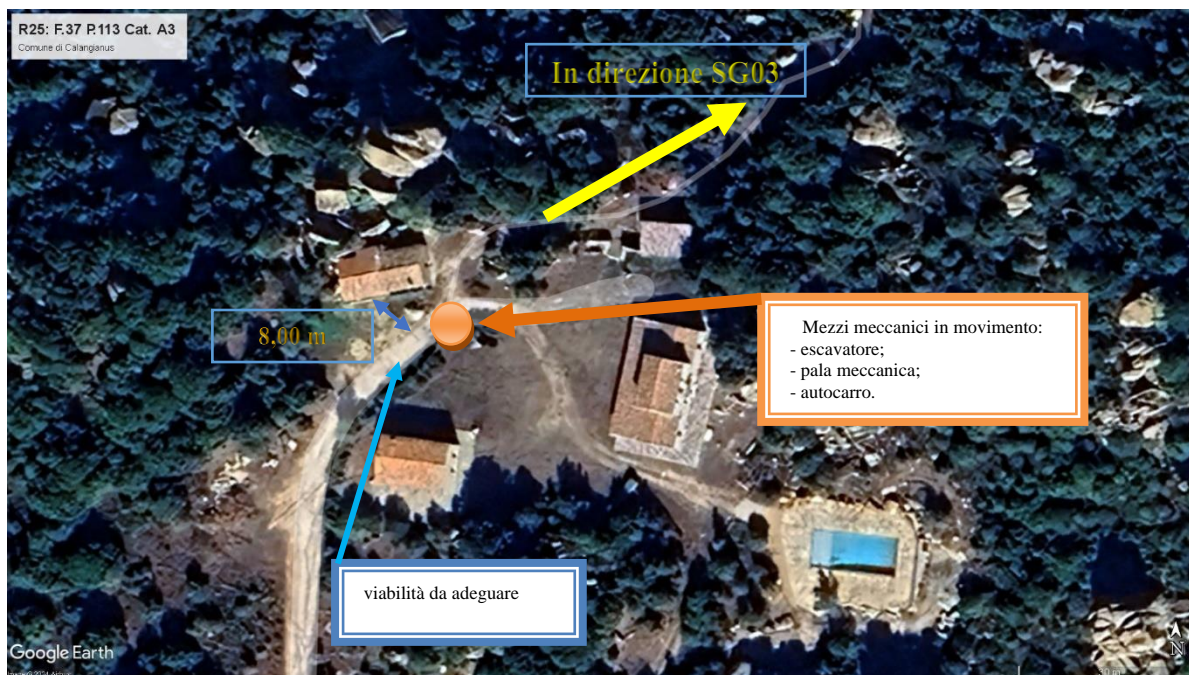 R25: F.37 P.113 Cat. A3
Comune di Calangianus
In direzione SG03
8,00 m
Mezzi meccanici in movimento:
- escavatore;
- pala meccanica;
- autocarro.
viabilità da adeguare
Google Earth
N
30 m